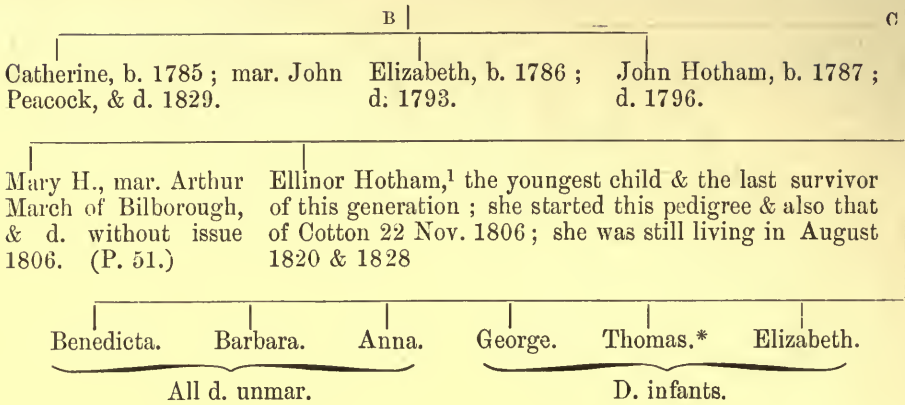 B C
Catherine, b. 1785 ; mar. John Peacock, & d. 1829.
Elizabeth, b. 1786 ; d. 1793.
John Hotham, b. 1787 ; d. 1796.
Mary H., mar. Arthur
March of Bilborough,
& d. without issue
1806. (P. 51.)
Ellinor Hotham,¹ the youngest child & the last survivor
of this generation ; she started this pedigree & also that
of Cotton 22 Nov. 1806 ; she was still living in August
1820 & 1828
Benedicta. Barbara. Anna. George. Thomas.* Elizabeth.
All d. unmar. D. infants.